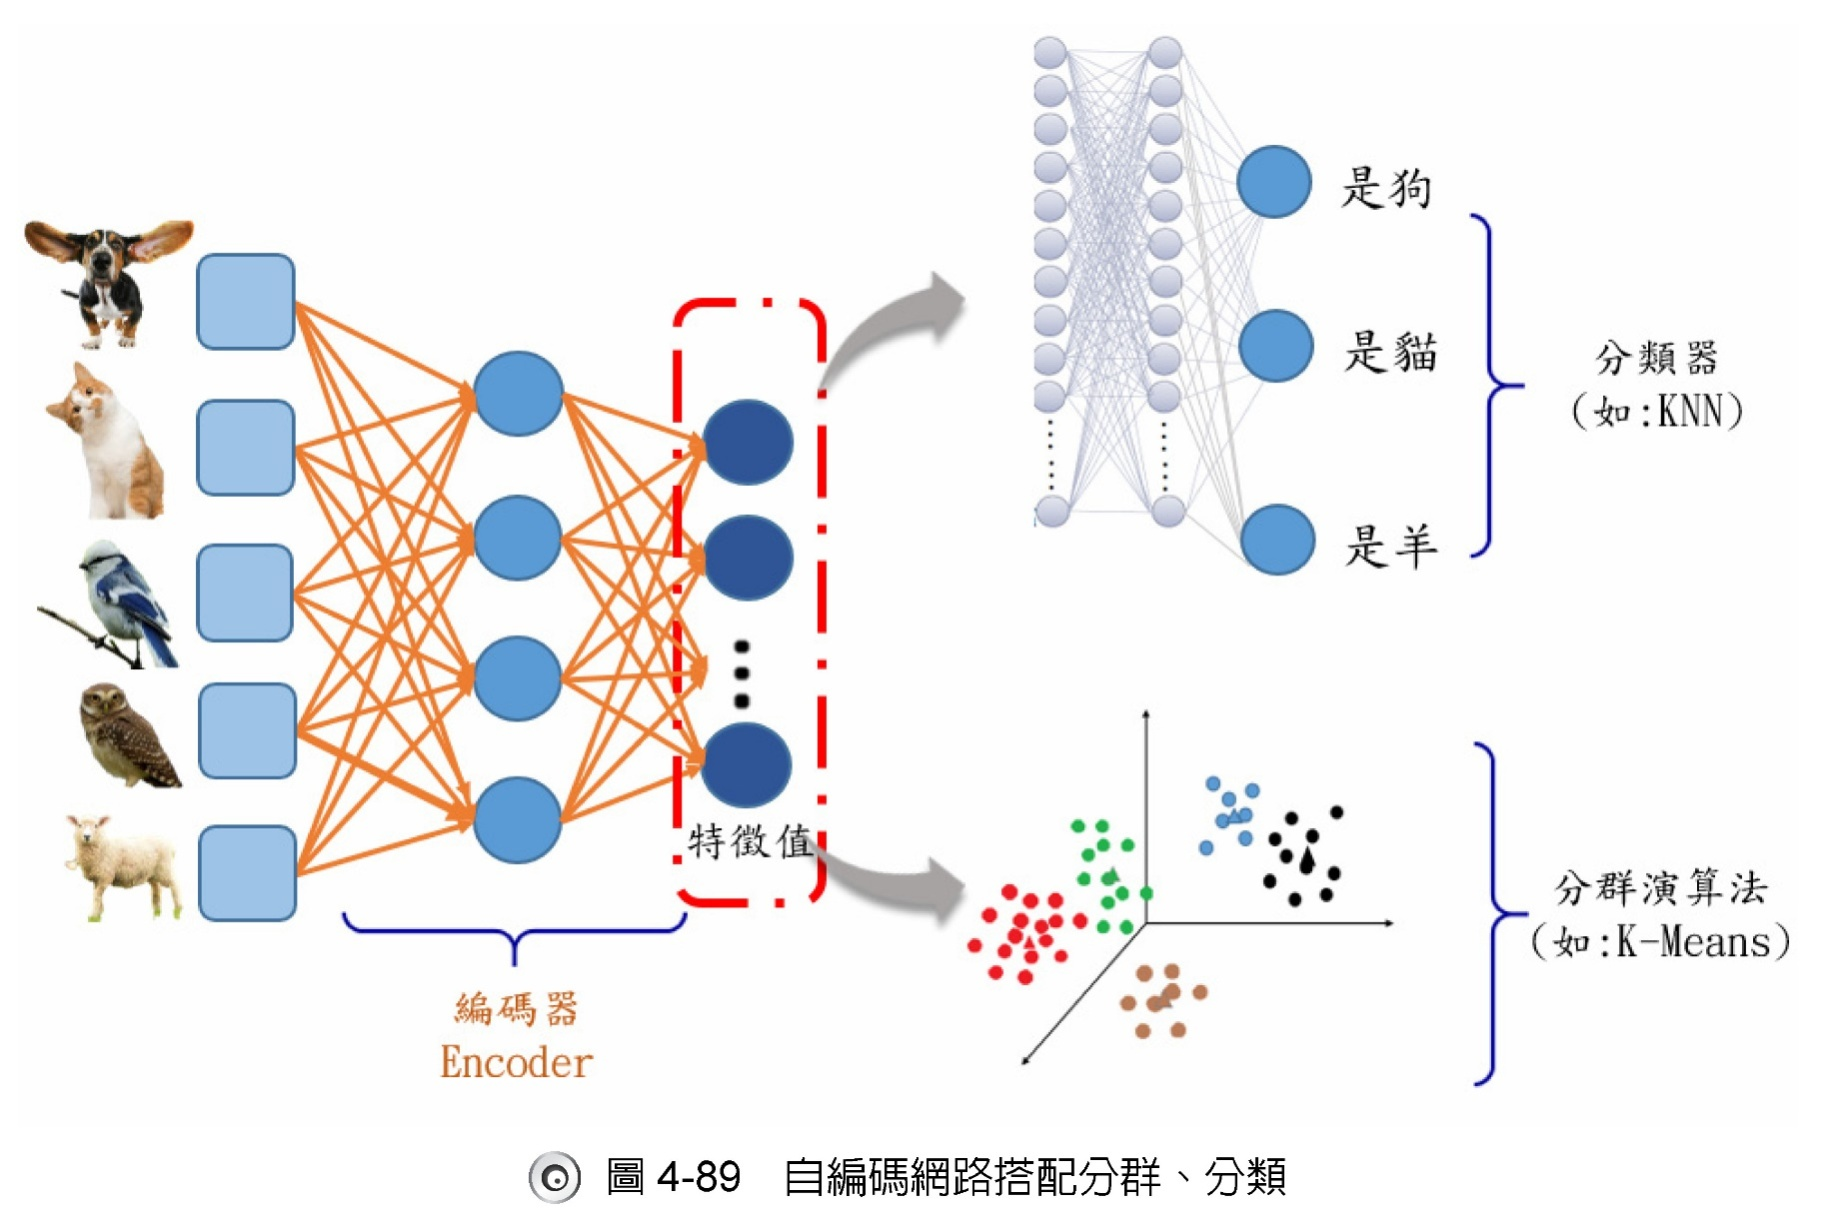 是狗
是貓
是羊
分類器
(如:KNN)
特徵值
編碼器
Encoder
分群演算法
(如:K-Means)
圖 4-89 自編碼網路搭配分群、分類